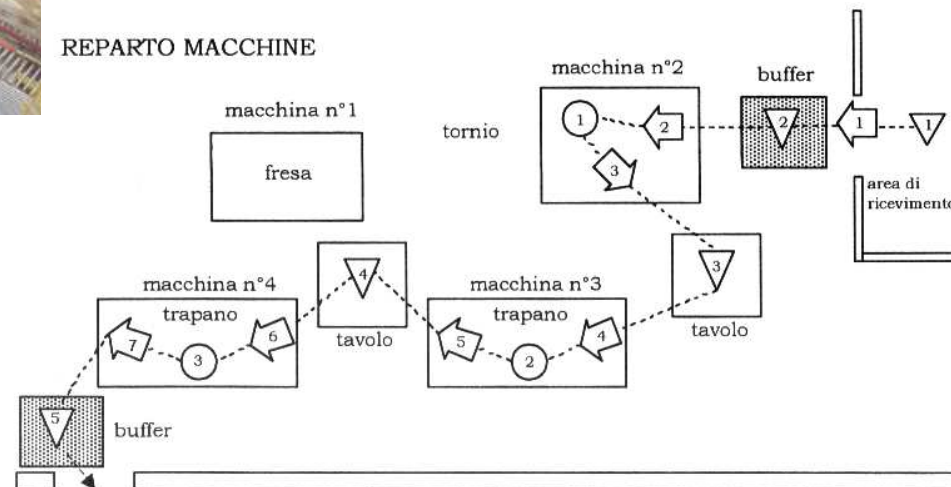 REPARTO MACCHINE
macchina n°2
buffer
macchina n°1
tornio
1
2
2
1
1
fresa
3
area di
ricevimento
4
3
macchina n°4
macchina n°3
trapano
trapano
tavolo
tavolo
7
3
6
5
2
4
5
buffer